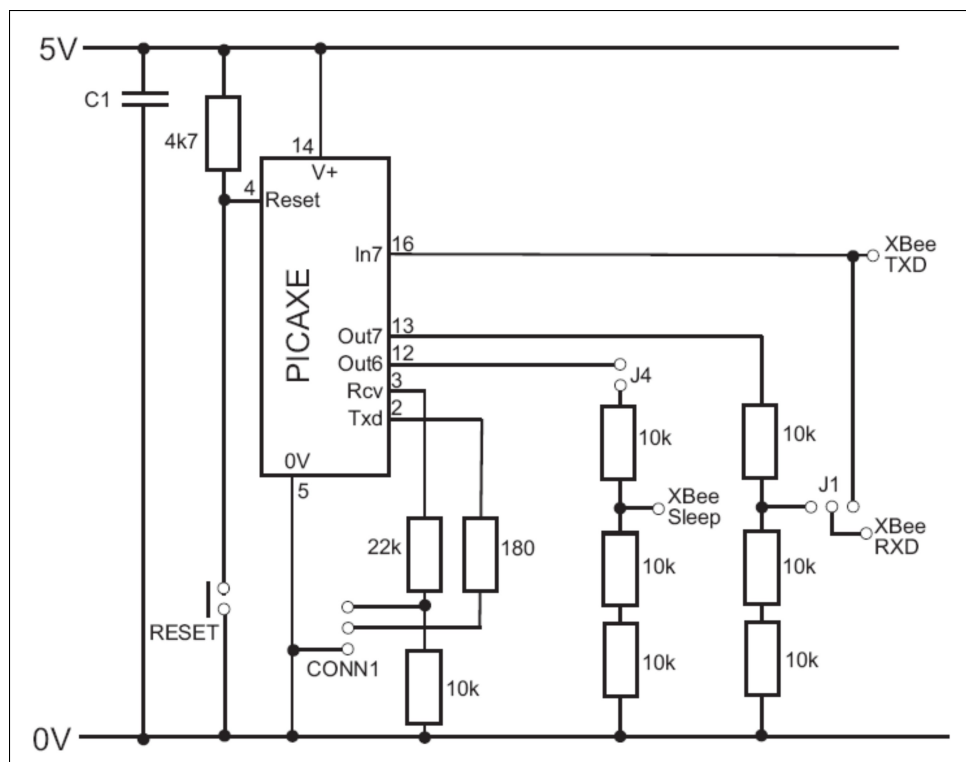 5V
C1
4k7
14
V+
4
Reset
In7
16
XBee
TXD
PICAXE
Out7
13
Out6
12
J4
Rcv
3
Txd
2
10k
10k
0V
5
J1
XBee
Sleep
XBee
RXD
22k
180
10k
10k
RESET
CONN1
10k
10k
10k
0V